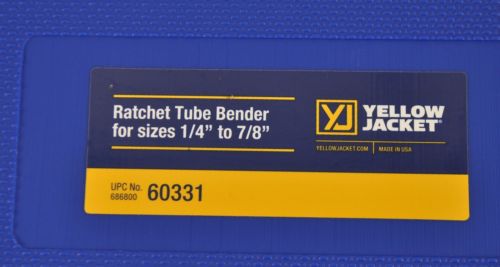 Ratchet Tube Bender
for sizes 1/4” to 7/8”
YJ YELLOW
JACKET®
YELLOWJACKET.COM | MADE IN USA
UPC No. 60331
686800